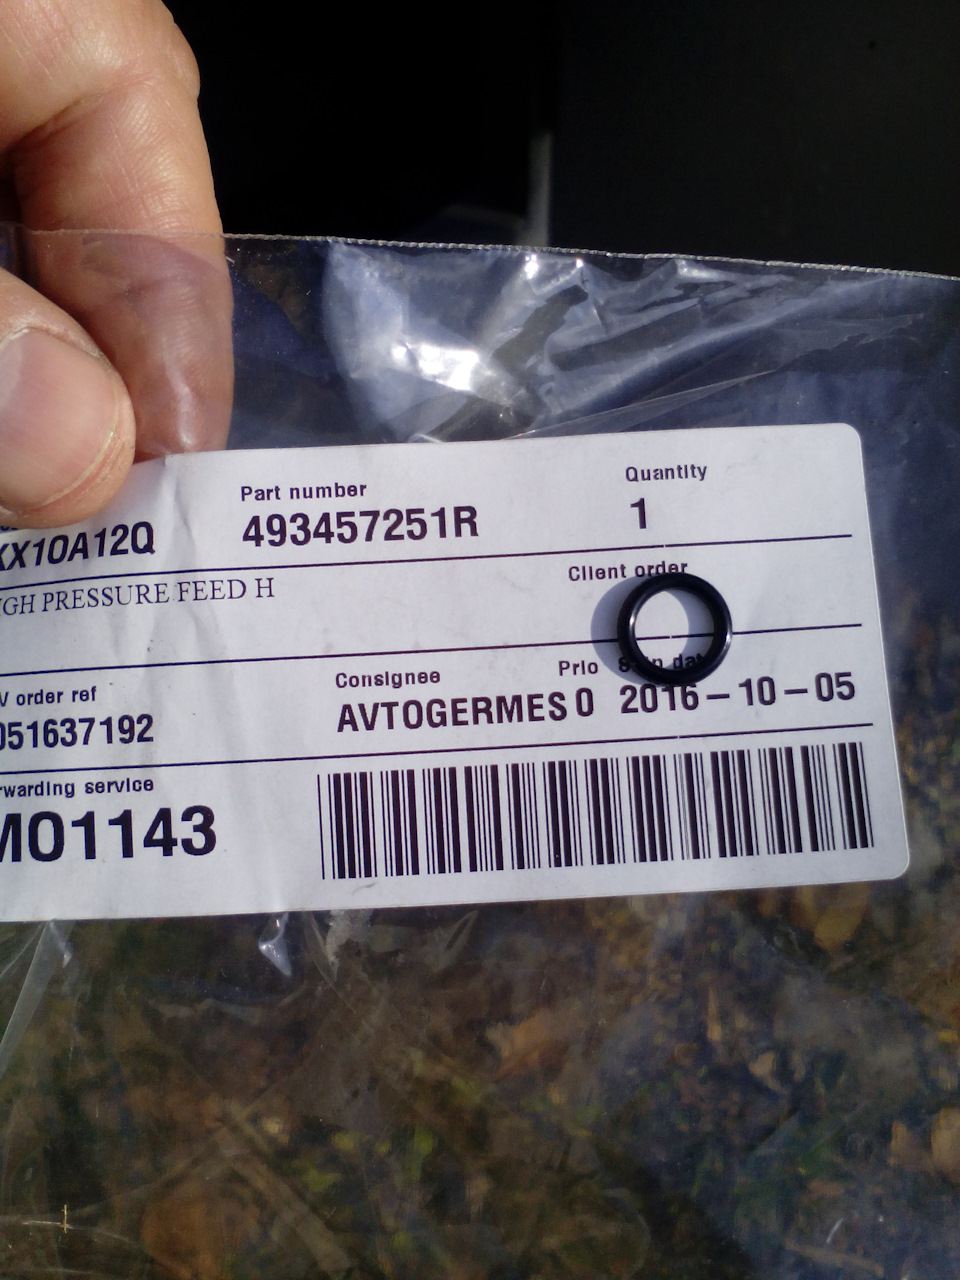 Part number
Quantity
XX10A12Q
493457251R
1
GH PRESSURE FEED H
Client order
V order ref
Consignee
Prio
051637192
AVTOGERMES
0
2016-10-05
rwarding service
M01143